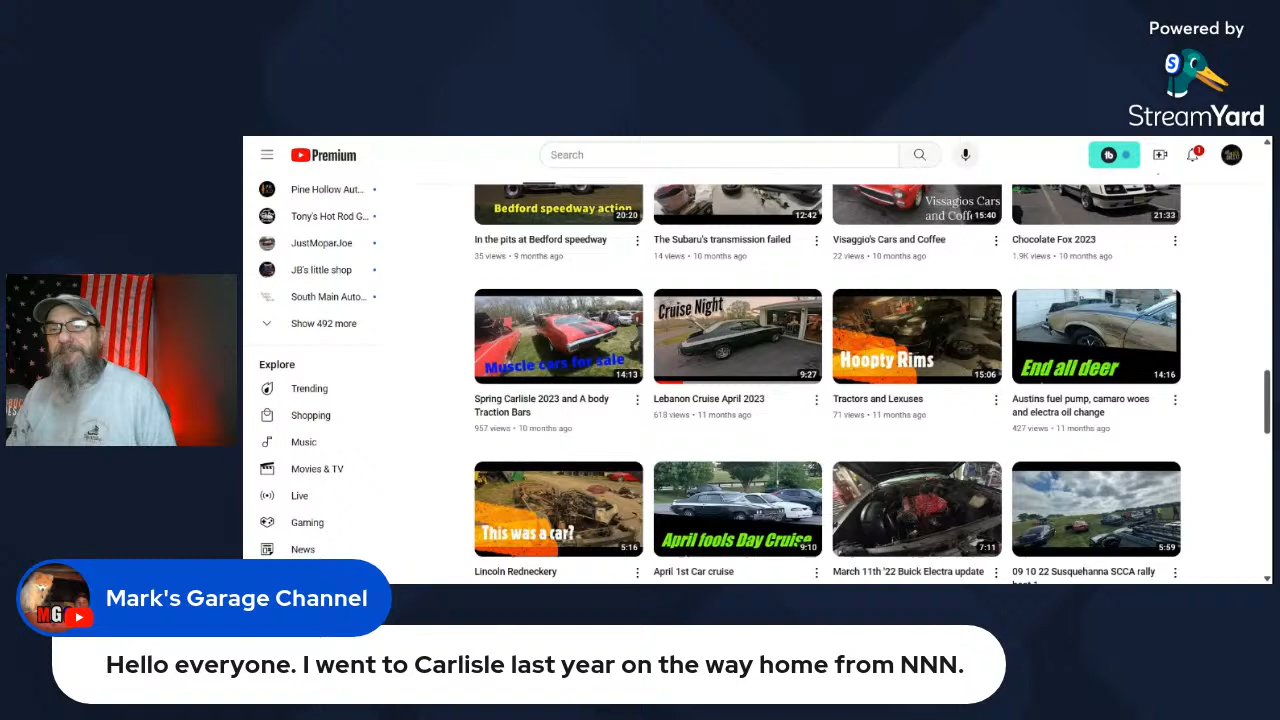 Powered by
StreamYard
Premium
Search
1
Pine Hollow Aut...
Tony's Hot Rod G...
JustMoparJoe
JB's little shop
South Main Auto...
Show 492 more
Explore
Trending
Shopping
Music
Movies & TV
Live
Gaming
News
Bedford speedway action
20:20
In the pits at Bedford speedway
35 views • 9 months ago
12:42
The Subaru's transmission failed
14 views • 10 months ago
Vissagios Cars
and Coffe
15:40
Visaggio's Cars and Coffee
22 views • 10 months ago
21:33
Chocolate Fox 2023
1.9K views • 10 months ago
Muscle cars for sale
14:13
Spring Carlisle 2023 and A body
Traction Bars
957 views • 10 months ago
Cruise Night
9:27
Lebanon Cruise April 2023
618 views • 11 months ago
Hoopty Rims
15:06
Tractors and Lexuses
71 views • 11 months ago
End all deer
14:16
Austins fuel pump, camaro woes
and electra oil change
427 views • 11 months ago
This was a car?
5:16
Lincoln Redneckery
April fools Day Cruise
9:10
April 1st Car cruise
7:11
March 11th '22 Buick Electra update
5:59
09 10 22 Susquehanna SCCA rally
MG
Mark's Garage Channel
Hello everyone. I went to Carlisle last year on the way home from NNN.